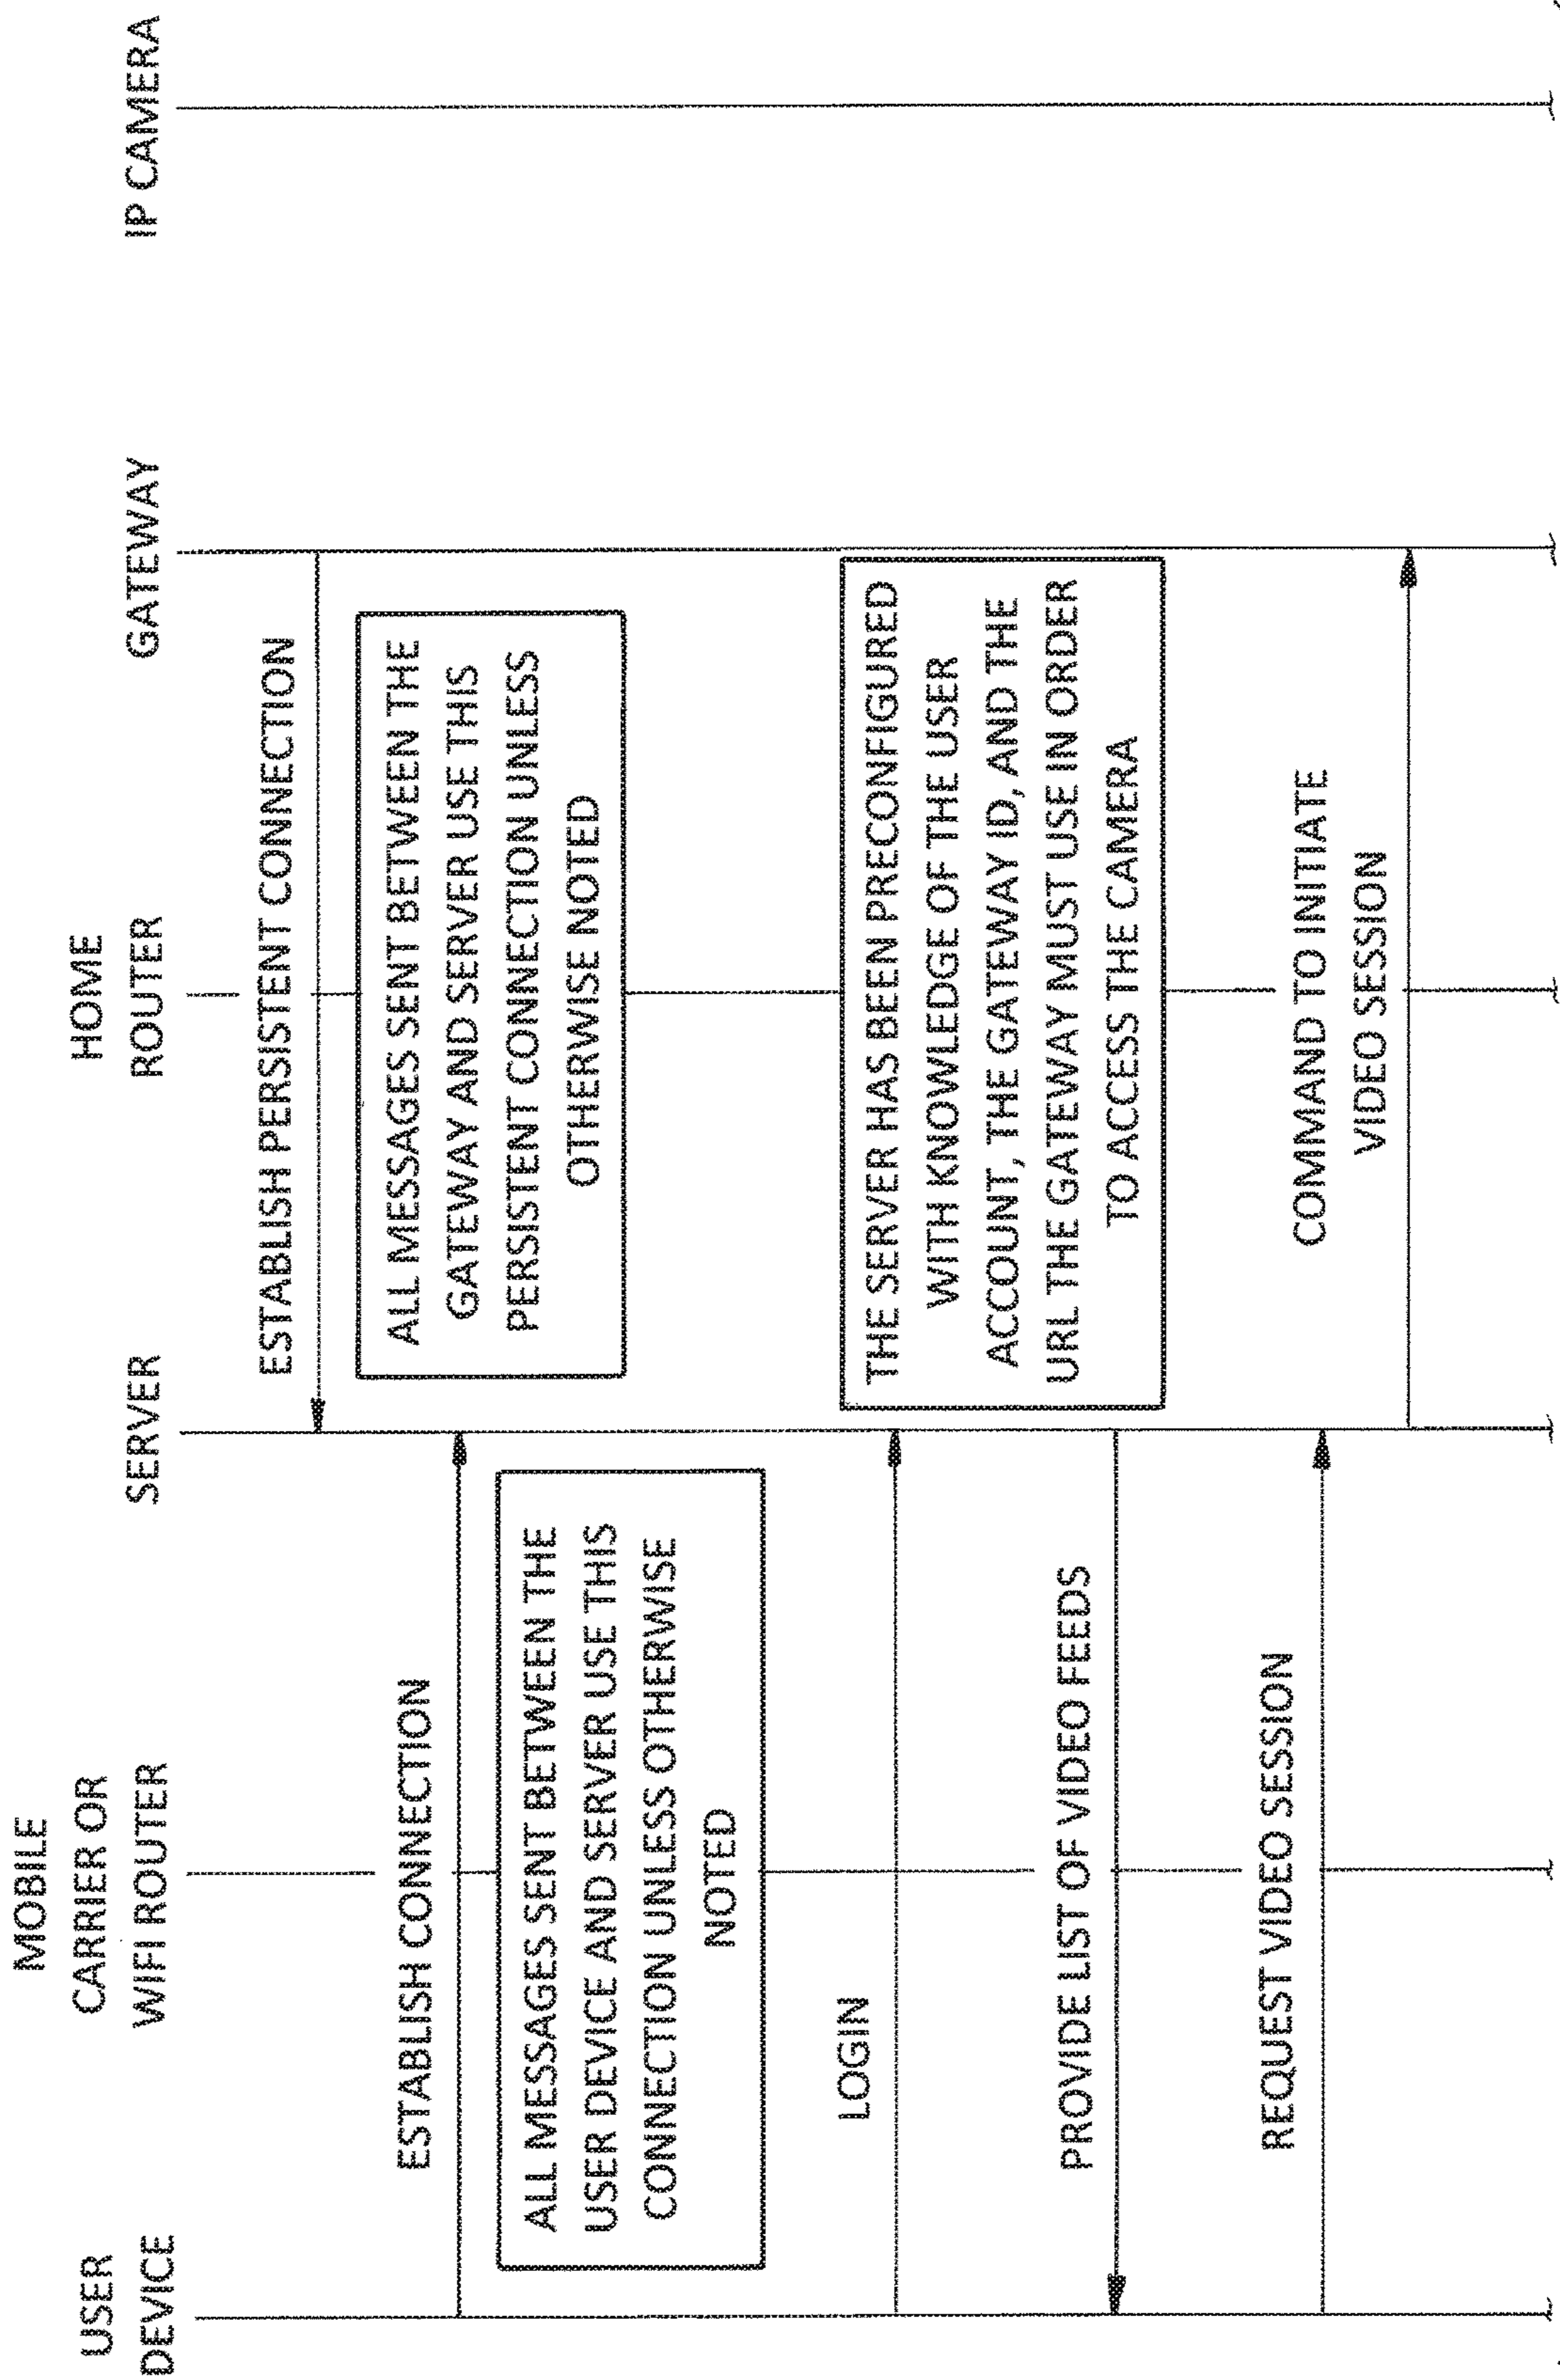 USER
DEVICE
MOBILE
CARRIER OR
WIFI ROUTER
SERVER
HOME
ROUTER
GATEWAY
IP CAMERA
ESTABLISH PERSISTENT CONNECTION
ALL MESSAGES SENT BETWEEN THE
GATEWAY AND SERVER USE THIS
PERSISTENT CONNECTION UNLESS
OTHERWISE NOTED
ESTABLISH CONNECTION
ALL MESSAGES SENT BETWEEN THE
USER DEVICE AND SERVER USE THIS
CONNECTION UNLESS OTHERWISE
NOTED
LOGIN
THE SERVER HAS BEEN PRECONFIGURED
WITH KNOWLEDGE OF THE USER
ACCOUNT, THE GATEWAY ID, AND THE
URL THE GATEWAY MUST USE IN ORDER
TO ACCESS THE CAMERA
PROVIDE LIST OF VIDEO FEEDS
REQUEST VIDEO SESSION
COMMAND TO INITIATE
VIDEO SESSION